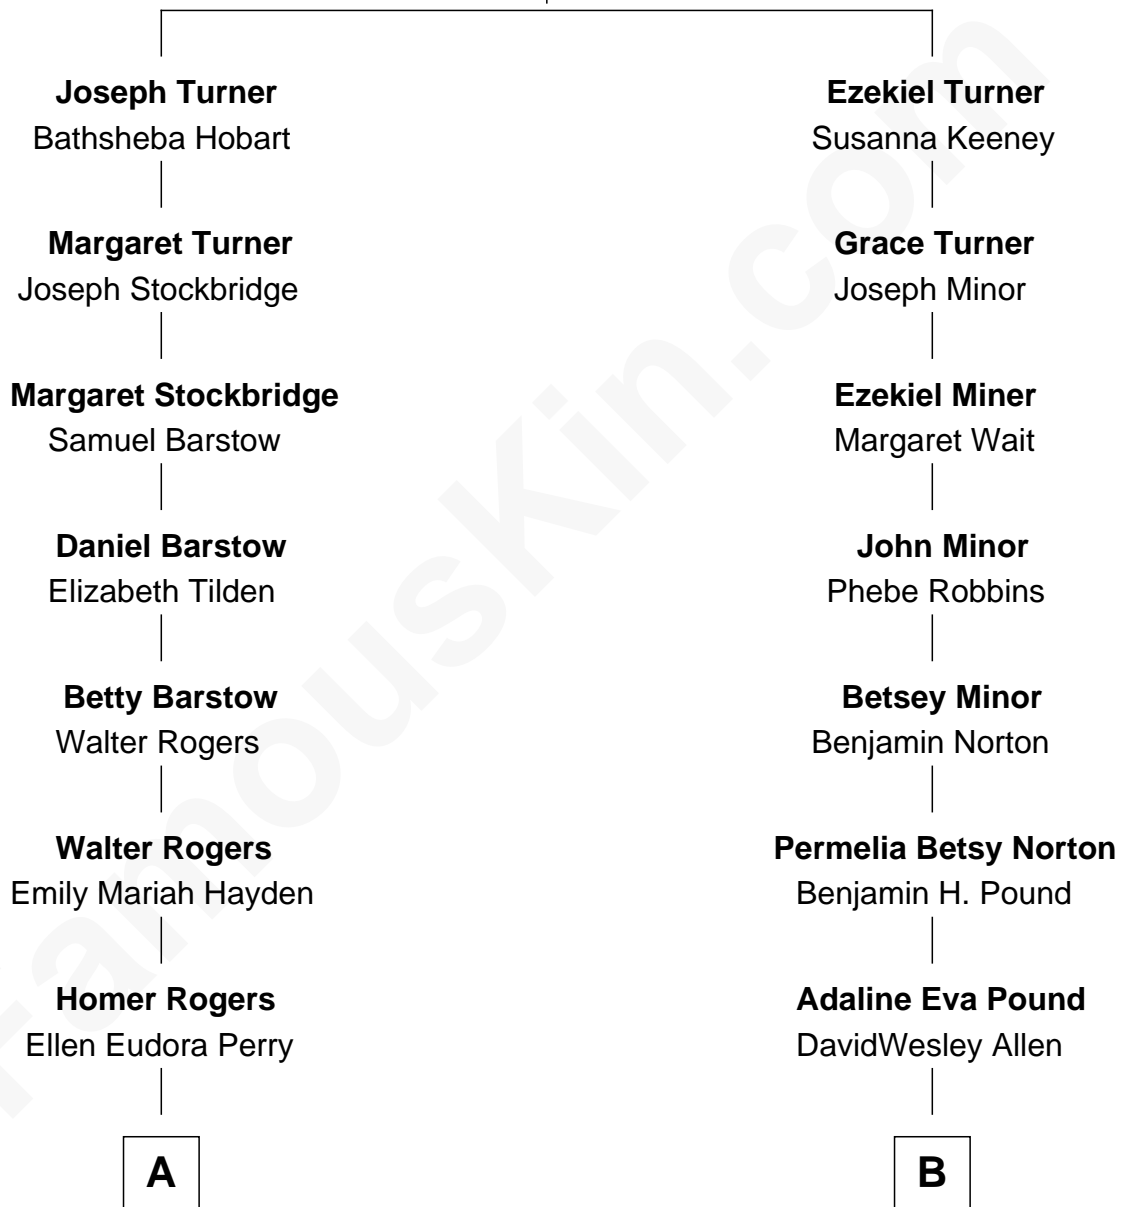 Joseph Turner
Bathsheba Hobart
Ezekiel Turner
Susanna Keeney
Margaret Turner
Joseph Stockbridge
Grace Turner
Joseph Minor
Margaret Stockbridge
Samuel Barstow
Ezekiel Miner
Margaret Wait
Daniel Barstow
Elizabeth Tilden
John Minor
Phebe Robbins
Betty Barstow
Walter Rogers
Betsey Minor
Benjamin Norton
Walter Rogers
Emily Mariah Hayden
Permelia Betsy Norton
Benjamin H. Pound
Homer Rogers
Ellen Eudora Perry
Adaline Eva Pound
DavidWesley Allen
A
B
FamousKin.com